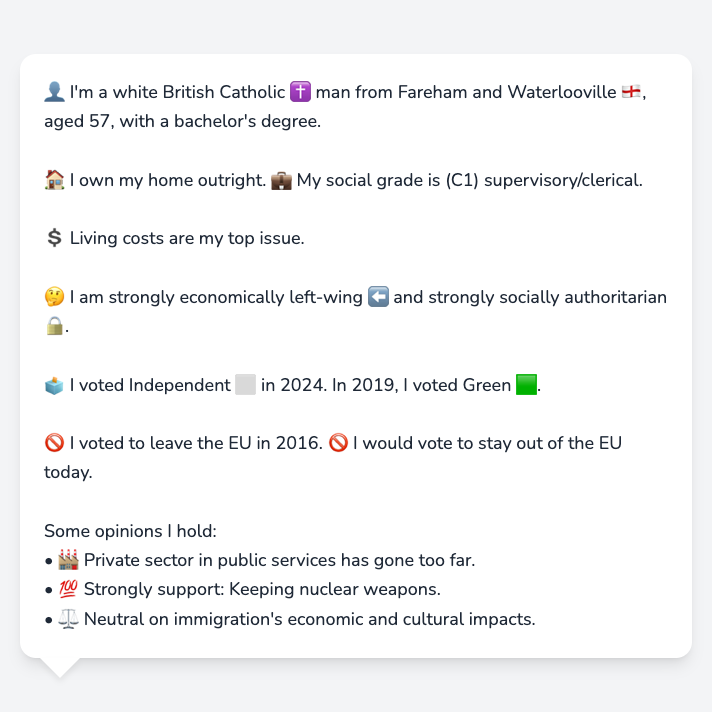 👤 I'm a white British Catholic ✝️ man from Fareham and Waterlooville 🏴󠁧󠁢󠁥󠁮󠁧󠁿,
aged 57, with a bachelor's degree.
🏠 I own my home outright. 💼 My social grade is (C1) supervisory/clerical.
💲 Living costs are my top issue.
🤔 I am strongly economically left-wing ⬅️ and strongly socially authoritarian
🔒.
🗳️ I voted Independent ⬜ in 2024. In 2019, I voted Green 🟩.
🚫 I voted to leave the EU in 2016. 🚫 I would vote to stay out of the EU
today.
Some opinions I hold:
• 🏭 Private sector in public services has gone too far.
• 💯 Strongly support: Keeping nuclear weapons.
• ⚖️ Neutral on immigration's economic and cultural impacts.